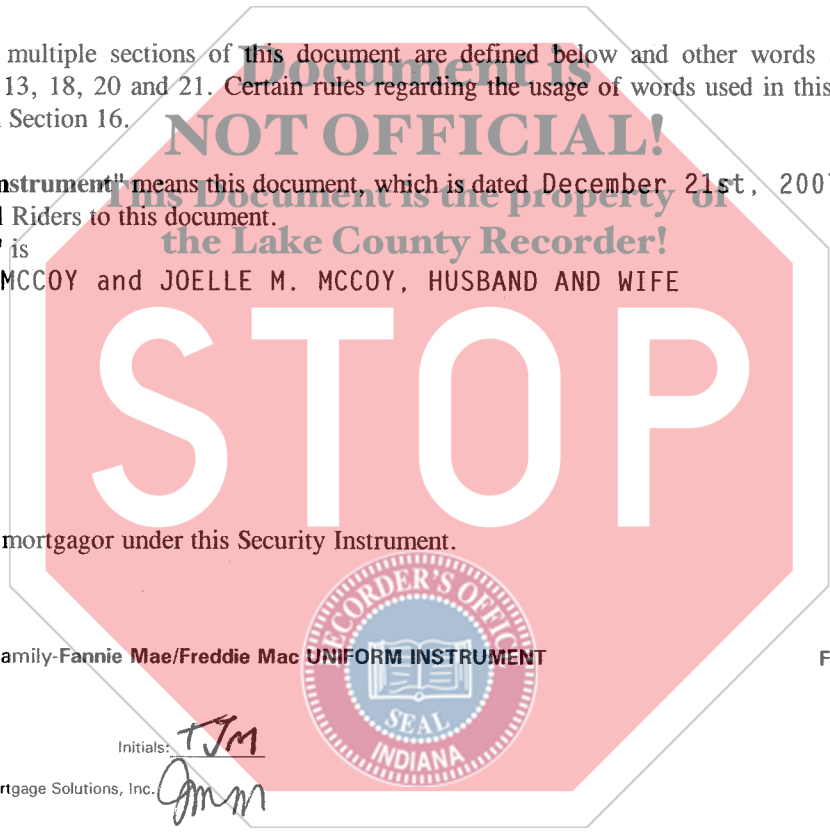 multiple sections of this document are defined below and other words
13, 18, 20 and 21. Certain rules regarding the usage of words used in this
Section 16.
Document is
NOT OFFICIAL!
This Document is the property of
the Lake County Recorder!
nstrument" means this document, which is dated December 21st, 200
Riders to this document.
" is
MCCOY and JOELLE M. MCCOY, HUSBAND AND WIFE
STOP
mortgagor under this Security Instrument.
RECORDER'S OFFICE
SEAL
INDIANA
amily-Fannie Mae/Freddie Mac UNIFORM INSTRUMENT F
Initials: TJM
rtgage Solutions, Inc. JMM